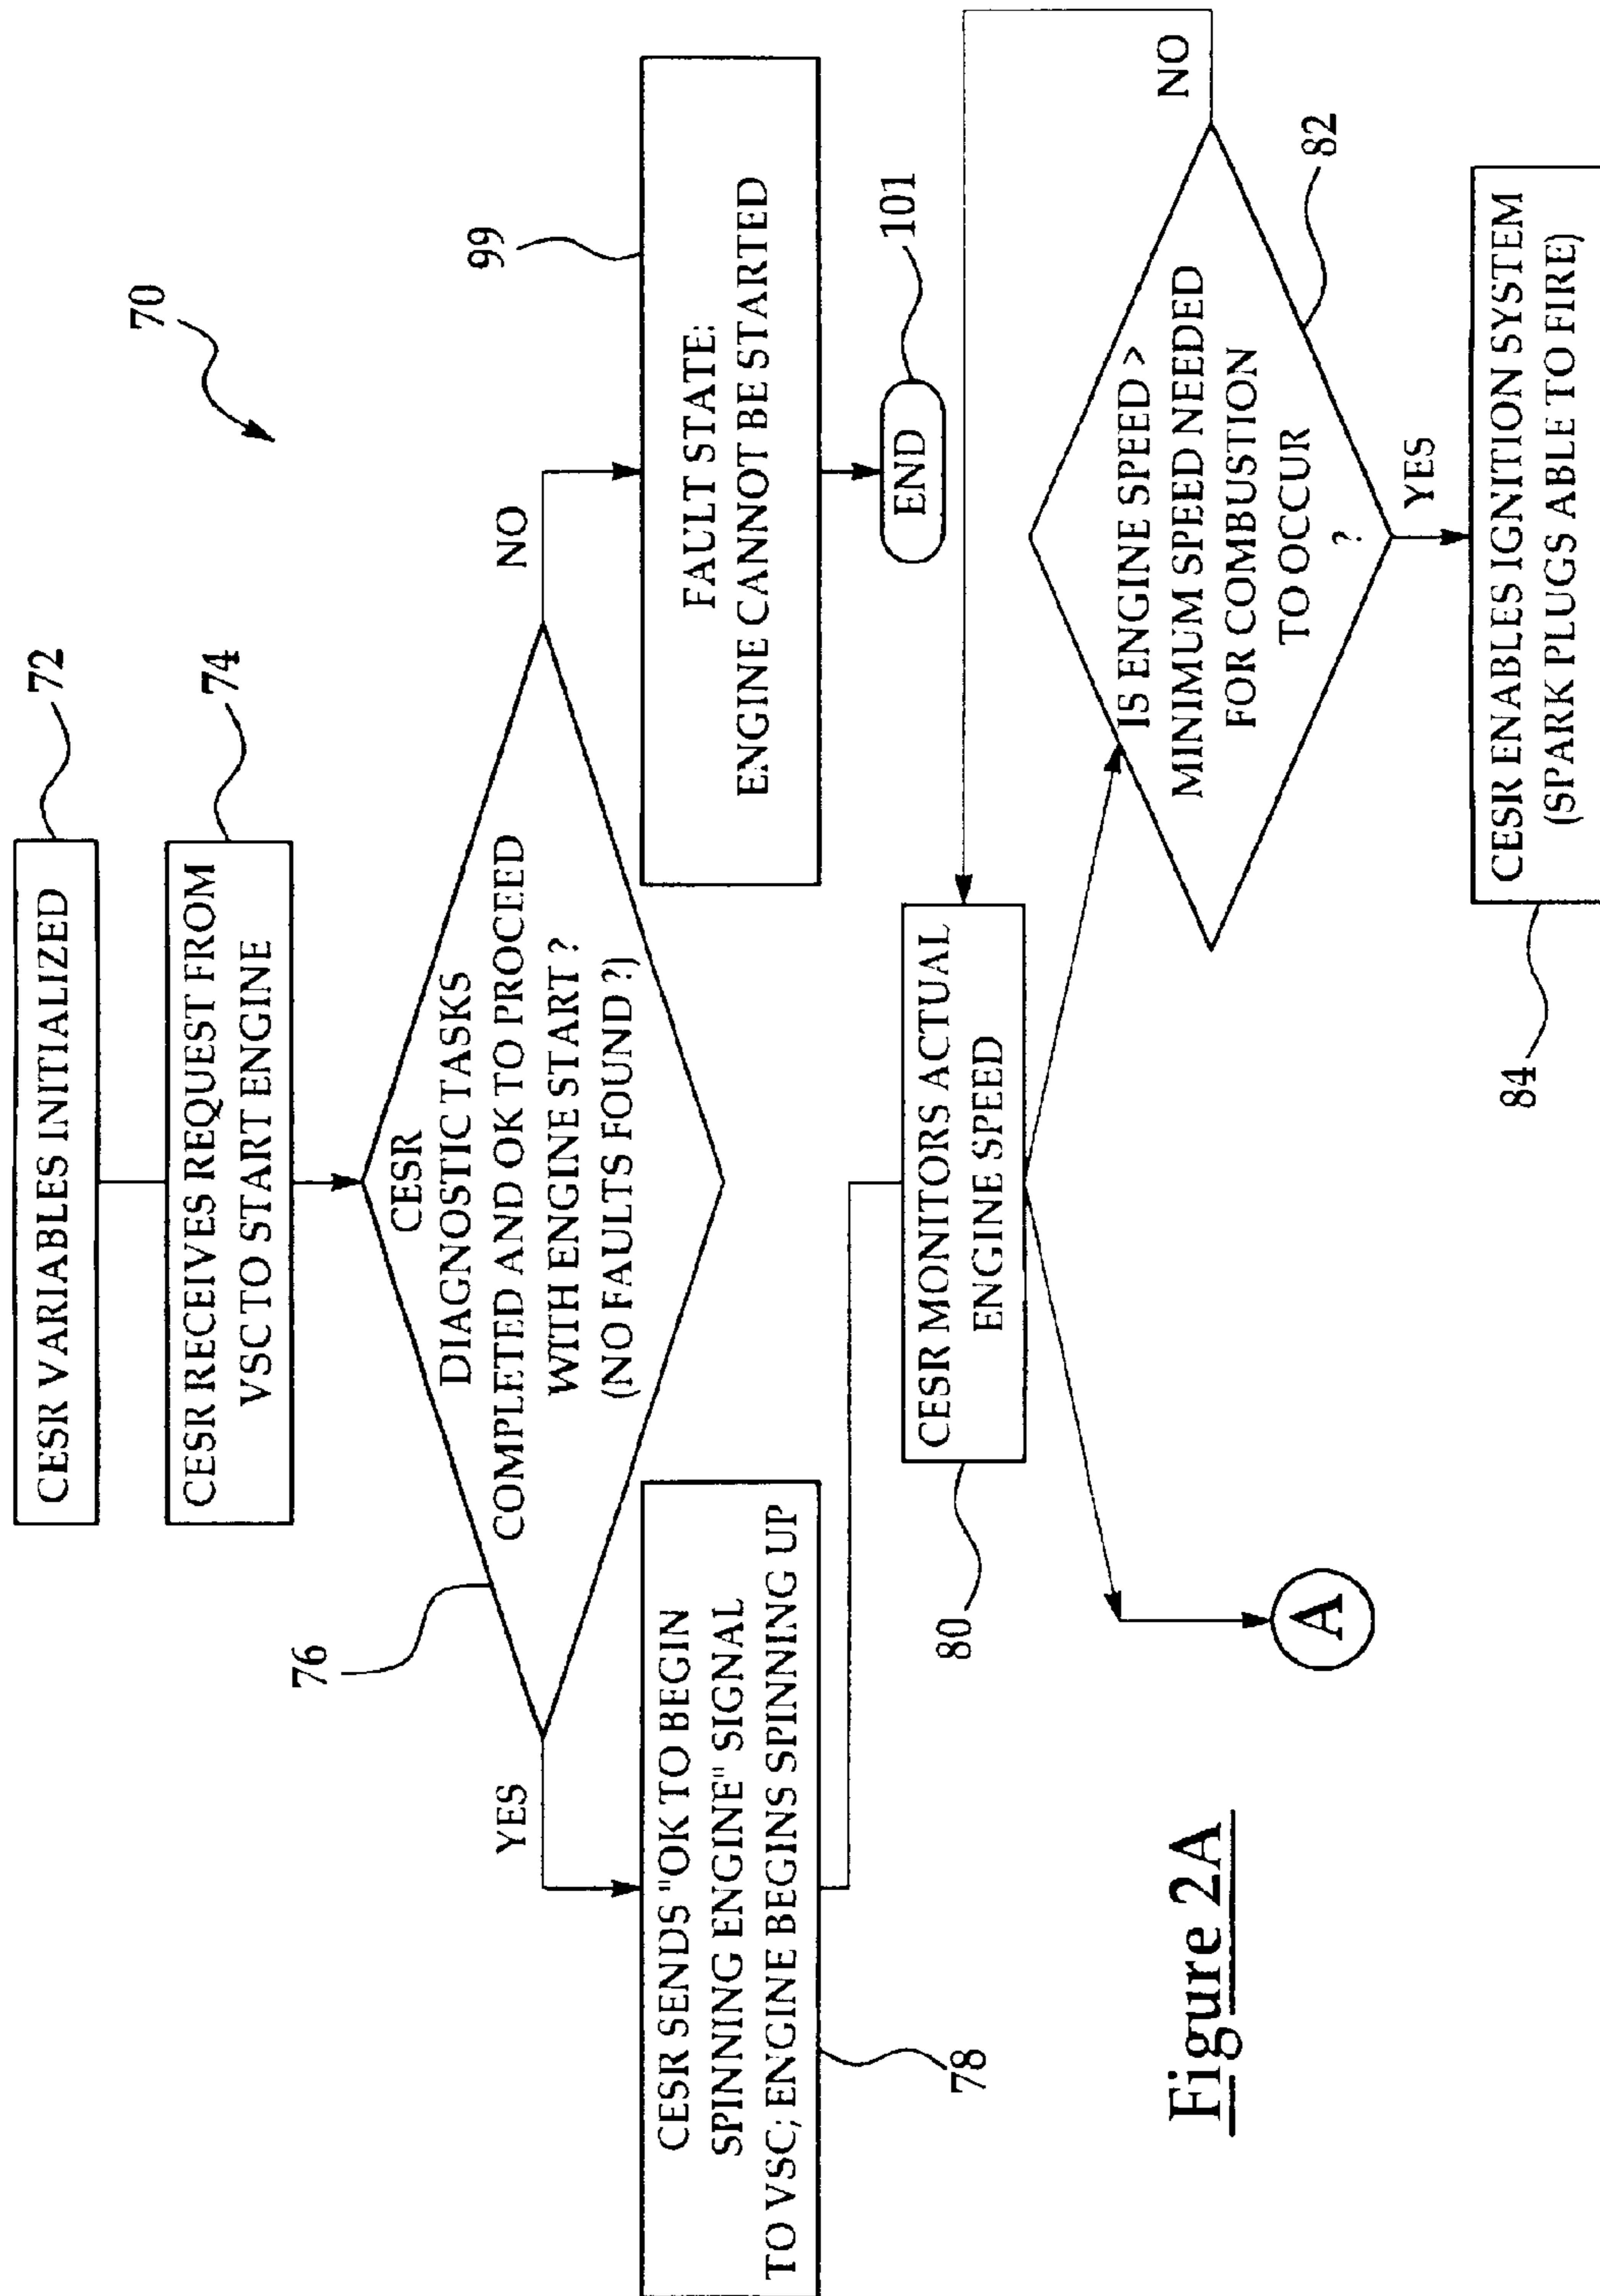 70
CESR VARIABLES INITIALIZED
72
CESR RECEIVES REQUEST FROM
VSC TO START ENGINE
74
CESR
DIAGNOSTIC TASKS
COMPLETED AND OK TO PROCEED
WITH ENGINE START ?
(NO FAULTS FOUND ?)
76
YES
NO
CESR SENDS "OK TO BEGIN
SPINNING ENGINE" SIGNAL
TO VSC; ENGINE BEGINS SPINNING UP
78
FAULT STATE:
ENGINE CANNOT BE STARTED
99
END
101
CESR MONITORS ACTUAL
ENGINE SPEED
80
A
IS ENGINE SPEED >
MINIMUM SPEED NEEDED
FOR COMBUSTION
TO OCCUR
?
82
NO
YES
CESR ENABLES IGNITION SYSTEM
(SPARK PLUGS ABLE TO FIRE)
84
Figure 2A